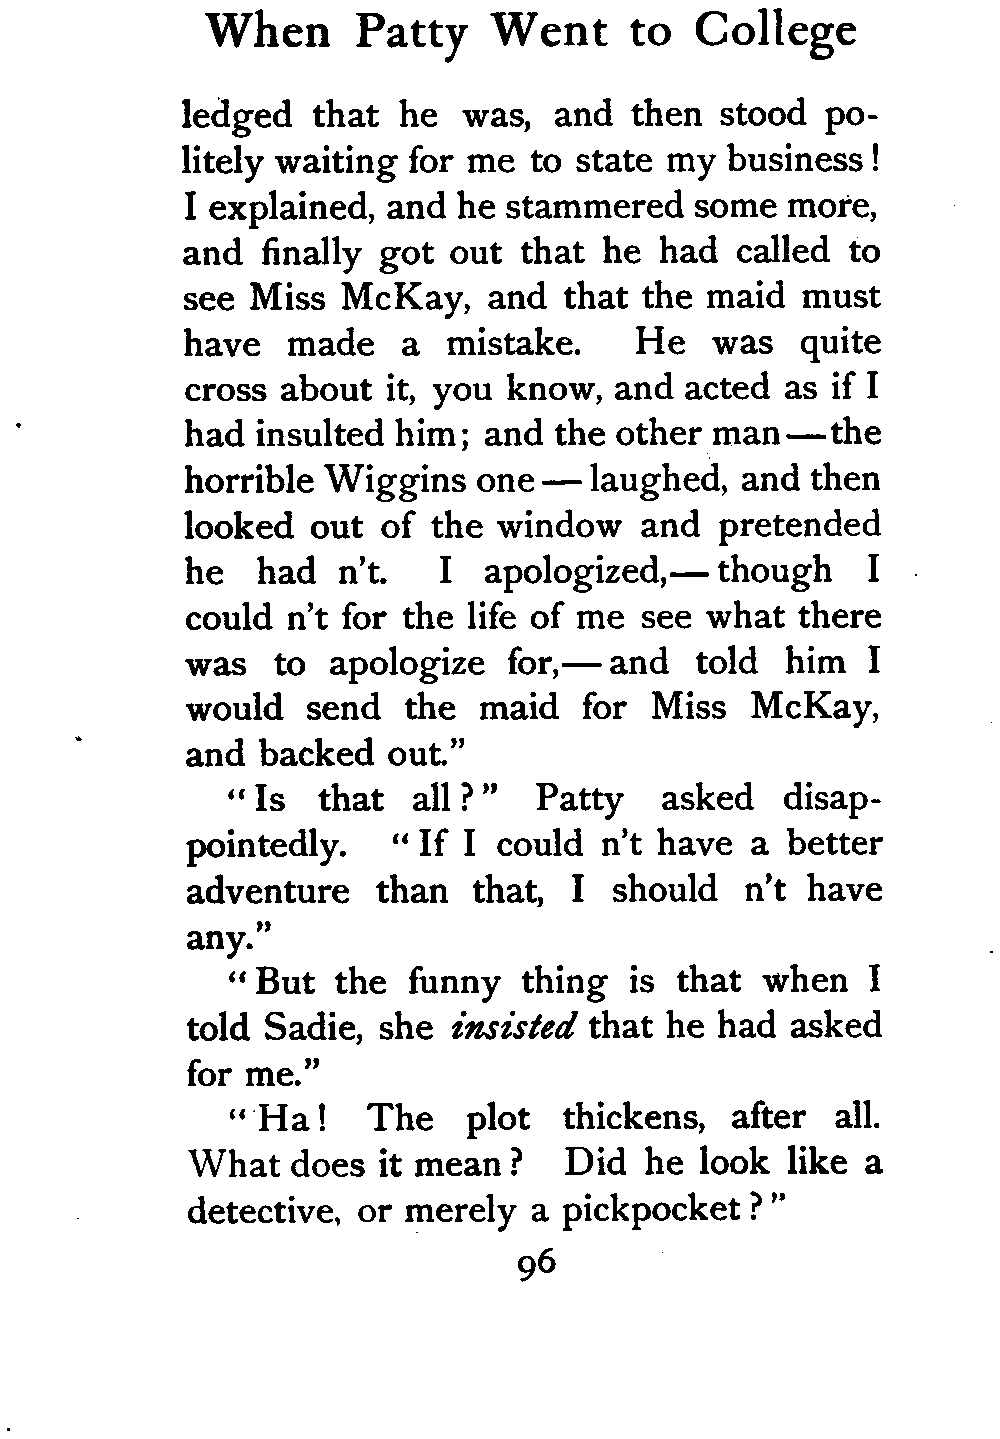 When Patty Went to College
ledged that he was, and then stood po-
litely waiting for me to state my business!
I explained, and he stammered some more,
and finally got out that he had called to
see Miss McKay, and that the maid must
have made a mistake. He was quite
cross about it, you know, and acted as if I
had insulted him; and the other man—the
horrible Wiggins one—laughed, and then
looked out of the window and pretended
he had n't. I apologized,—though I
could n't for the life of me see what there
was to apologize for,—and told him I
would send the maid for Miss McKay,
and backed out."
"Is that all?" Patty asked disap-
pointedly. "If I could n't have a better
adventure than that, I should n't have
any."
"But the funny thing is that when I
told Sadie, she insisted that he had asked
for me."
"Ha! The plot thickens, after all.
What does it mean? Did he look like a
detective, or merely a pickpocket?"
96